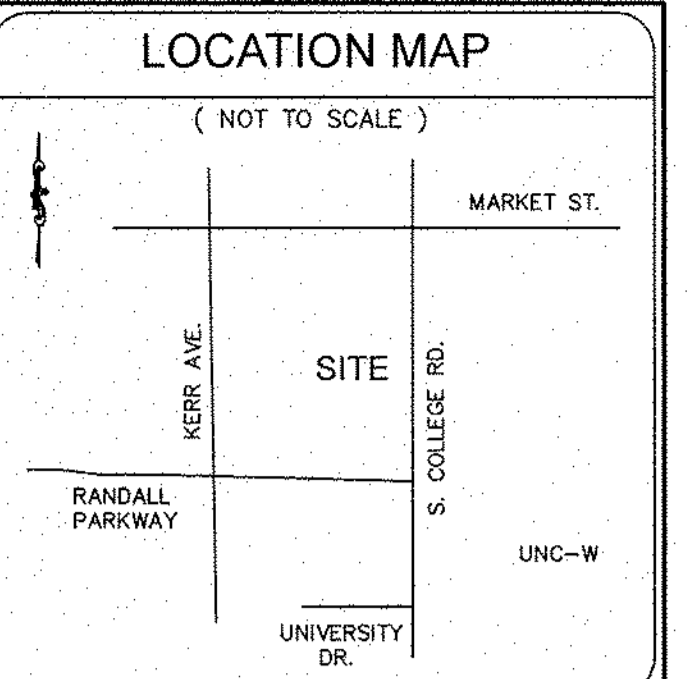 LOCATION MAP
( NOT TO SCALE )
MARKET ST.
KERR AVE.
SITE
S. COLLEGE RD.
RANDALL
PARKWAY
UNC-W
UNIVERSITY
DR.